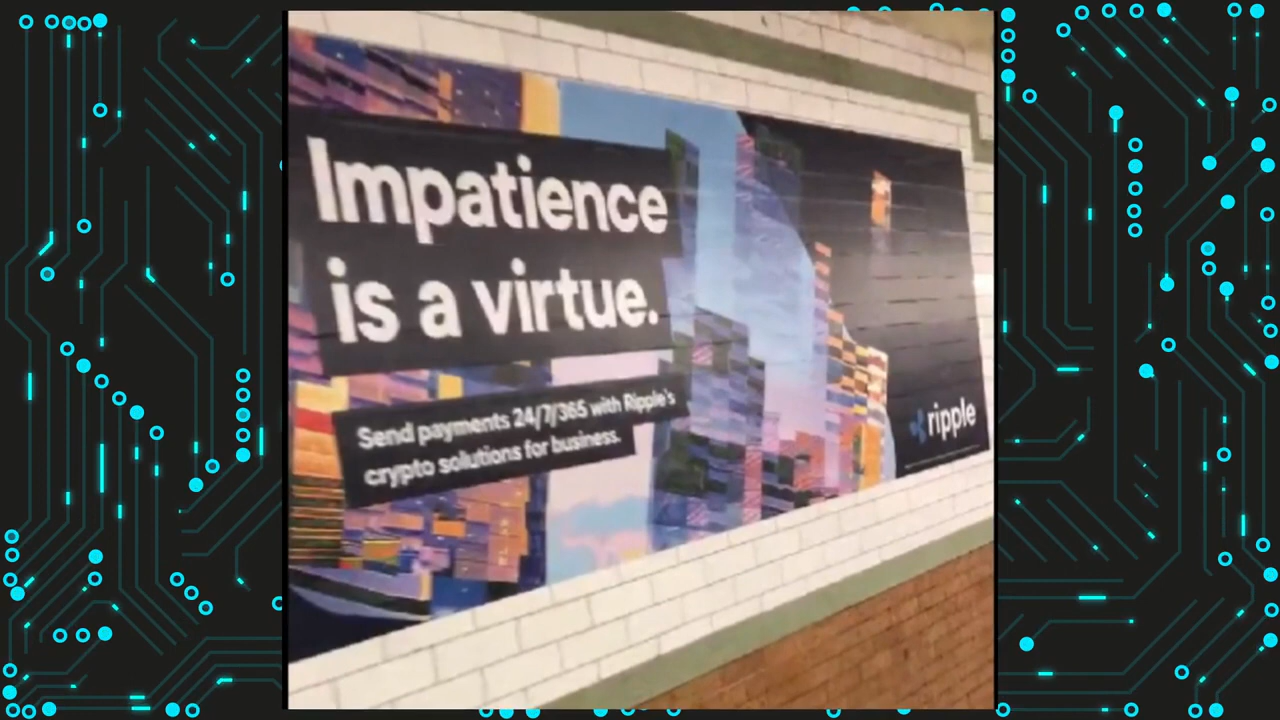 Impatience
is a virtue.
Send payments 24/7/365 with Ripple's
crypto solutions for business.
ripple